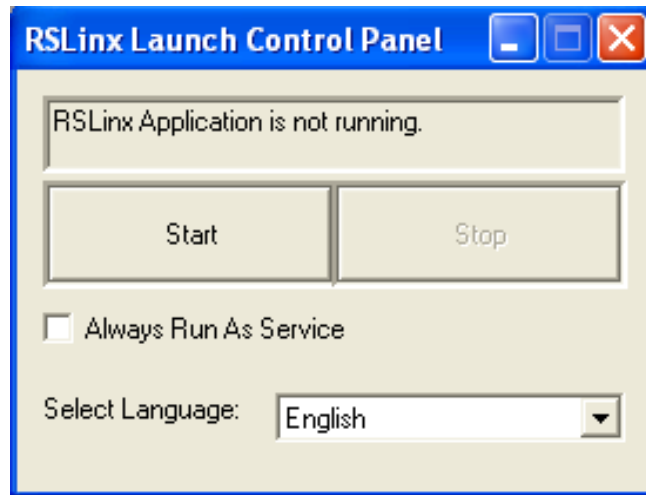 RSLinx Launch Control Panel
RSLinx Application is not running.
Start Stop
Always Run As Service
Select Language: English